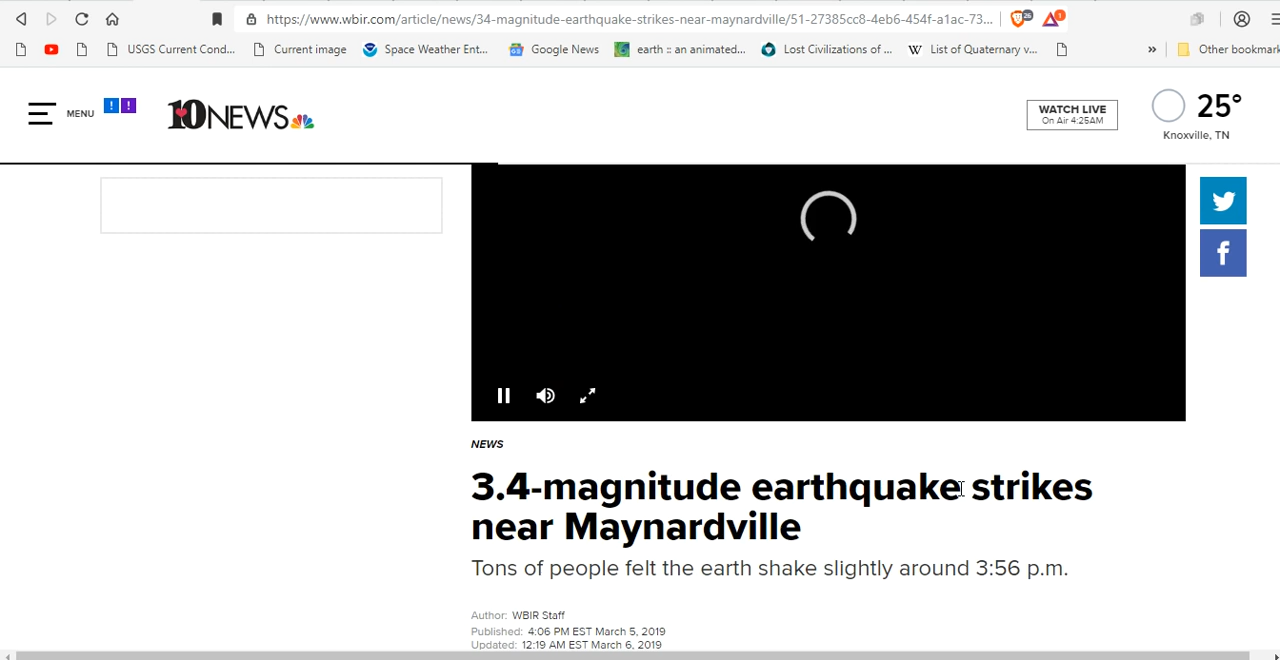 https://www.wbir.com/article/news/34-magnitude-earthquake-strikes-near-maynardville/51-27385cc8-4eb6-454f-a1ac-73...
26
1
USGS Current Cond...
Current image
Space Weather Ent...
Google News
earth :: an animated...
Lost Civilizations of ...
W
List of Quaternary v...
»
Other bookmark
MENU
!
!
10NEWS
WATCH LIVE
On Air 4:25AM
25°
Knoxville, TN
NEWS
3.4-magnitude earthquake strikes
near Maynardville
Tons of people felt the earth shake slightly around 3:56 p.m.
Author: WBIR Staff
Published: 4:06 PM EST March 5, 2019
Updated: 12:19 AM EST March 6, 2019